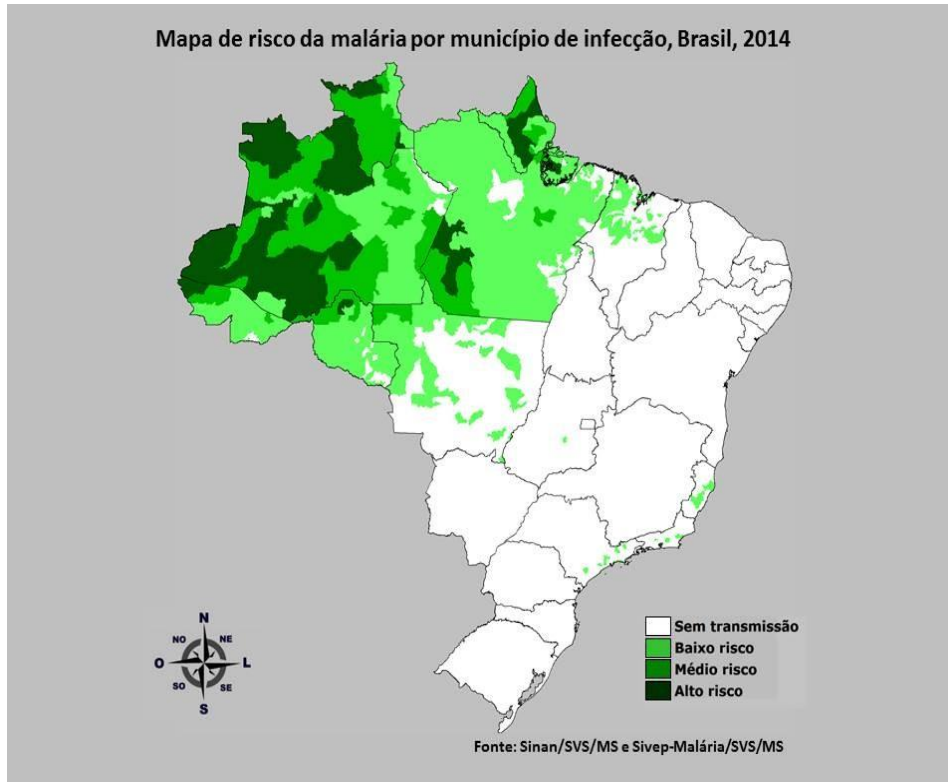 Mapa de risco da malária por município de infecção, Brasil, 2014
N
NO
NE
O
L
SO
SE
S
Sem transmissão
Baixo risco
Médio risco
Alto risco
Fonte: Sinan/SVS/MS e Sivep-Malária/SVS/MS